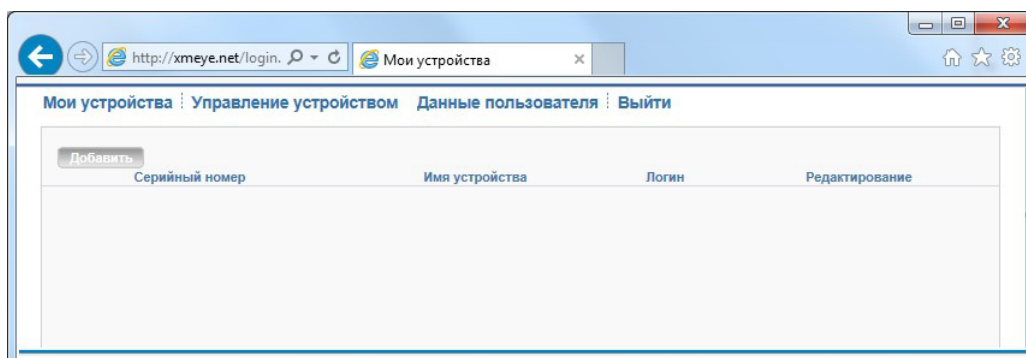 http://xmeye.net/login. Мои устройства
Мои устройства Управление устройством Данные пользователя Выйти
Добавить
Серийный номер Имя устройства Логин Редактирование